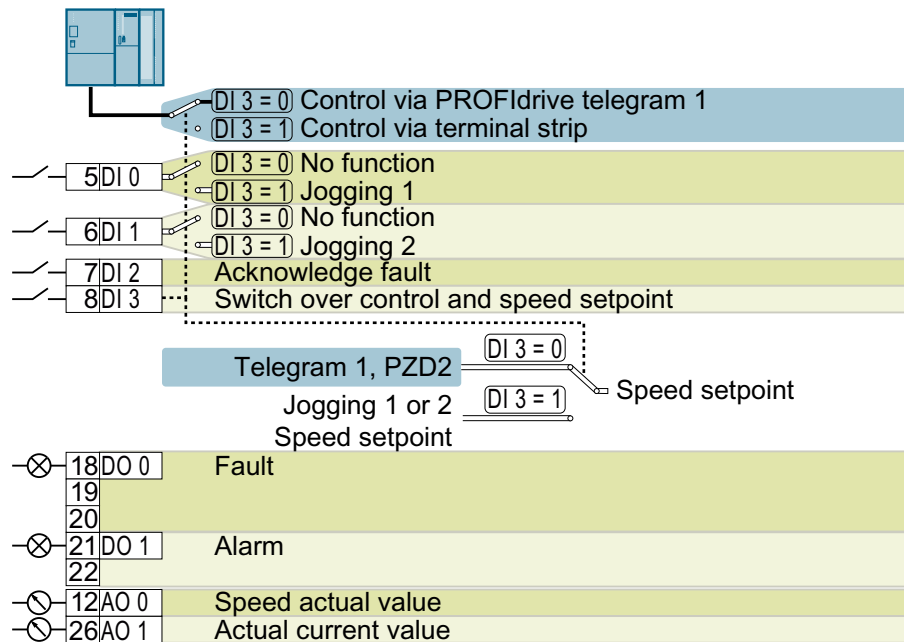 DI 3 = 0 Control via PROFIdrive telegram 1
DI 3 = 1 Control via terminal strip
5 DI 0 DI 3 = 0 No function
DI 3 = 1 Jogging 1
6 DI 1 DI 3 = 0 No function
DI 3 = 1 Jogging 2
7 DI 2 Acknowledge fault
8 DI 3 Switch over control and speed setpoint
Telegram 1, PZD2 DI 3 = 0
Speed setpoint
Jogging 1 or 2 DI 3 = 1
Speed setpoint
18 DO 0 Fault
19
20
21 DO 1 Alarm
22
12 AO 0 Speed actual value
26 AO 1 Actual current value